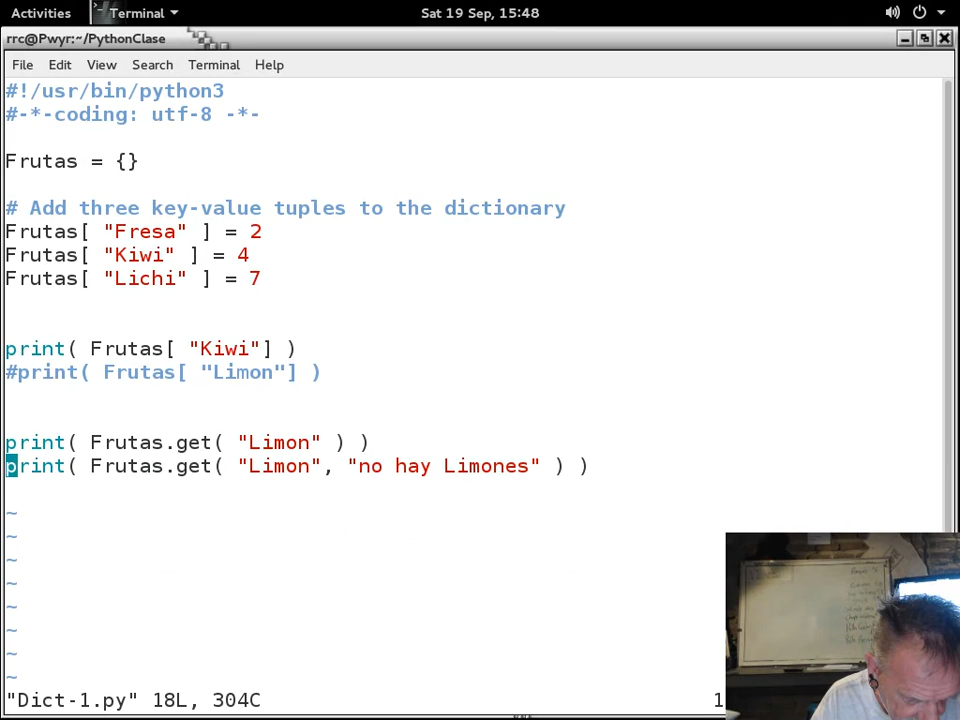 Activities Terminal Sat 19 Sep, 15:48
rrc@Pwyr:~/PythonClase
File Edit View Search Terminal Help
#!/usr/bin/python3
#-*-coding: utf-8 -*-
Frutas = {}
# Add three key-value tuples to the dictionary
Frutas[ "Fresa" ] = 2
Frutas[ "Kiwi" ] = 4
Frutas[ "Lichi" ] = 7
print( Frutas[ "Kiwi"] )
#print( Frutas[ "Limon"] )
print( Frutas.get( "Limon" ) )
print( Frutas.get( "Limon", "no hay Limones" ) )
~
~
~
~
~
~
~
~
"Dict-1.py" 18L, 304C 1